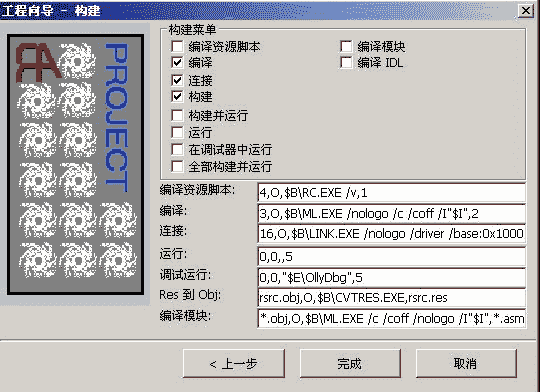 工程向导 - 构建
RA
PROJECT
构建菜单
编译资源脚本
编译模块
编译
编译 IDL
连接
构建
构建并运行
运行
在调试器中运行
全部构建并运行
编译资源脚本: 4,O,$B\RC.EXE /v,1
编译: 3,O,$B\ML.EXE /nologo /c /coff /I"$I",2
连接: 16,O,$B\LINK.EXE /nologo /driver /base:0x1000
运行: 0,0,,5
调试运行: 0,0,"$E\OllyDbg",5
Res 到 Obj: rsrc.obj,O,$B\CVTRES.EXE,rsrc.res
编译模块: *.obj,O,$B\ML.EXE /c /coff /nologo /I"$I",*.asm
< 上一步
完成
取消